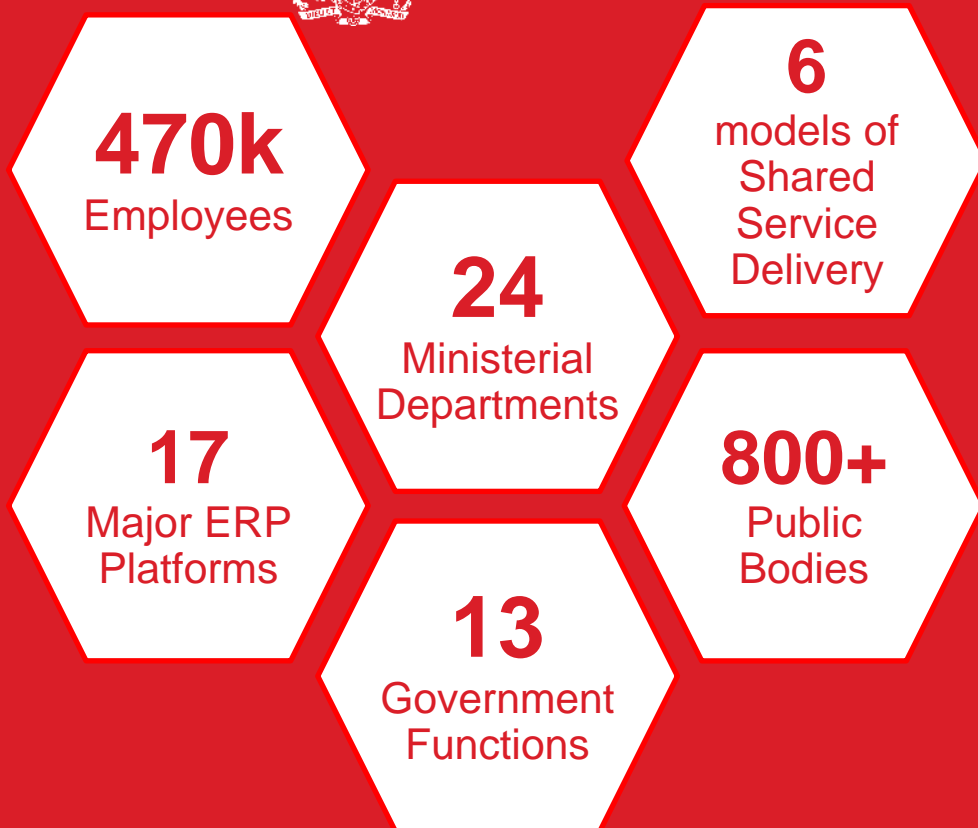 470k
Employees
6
models of
Shared
Service
Delivery
24
Ministerial
Departments
17
Major ERP
Platforms
800+
Public
Bodies
13
Government
Functions